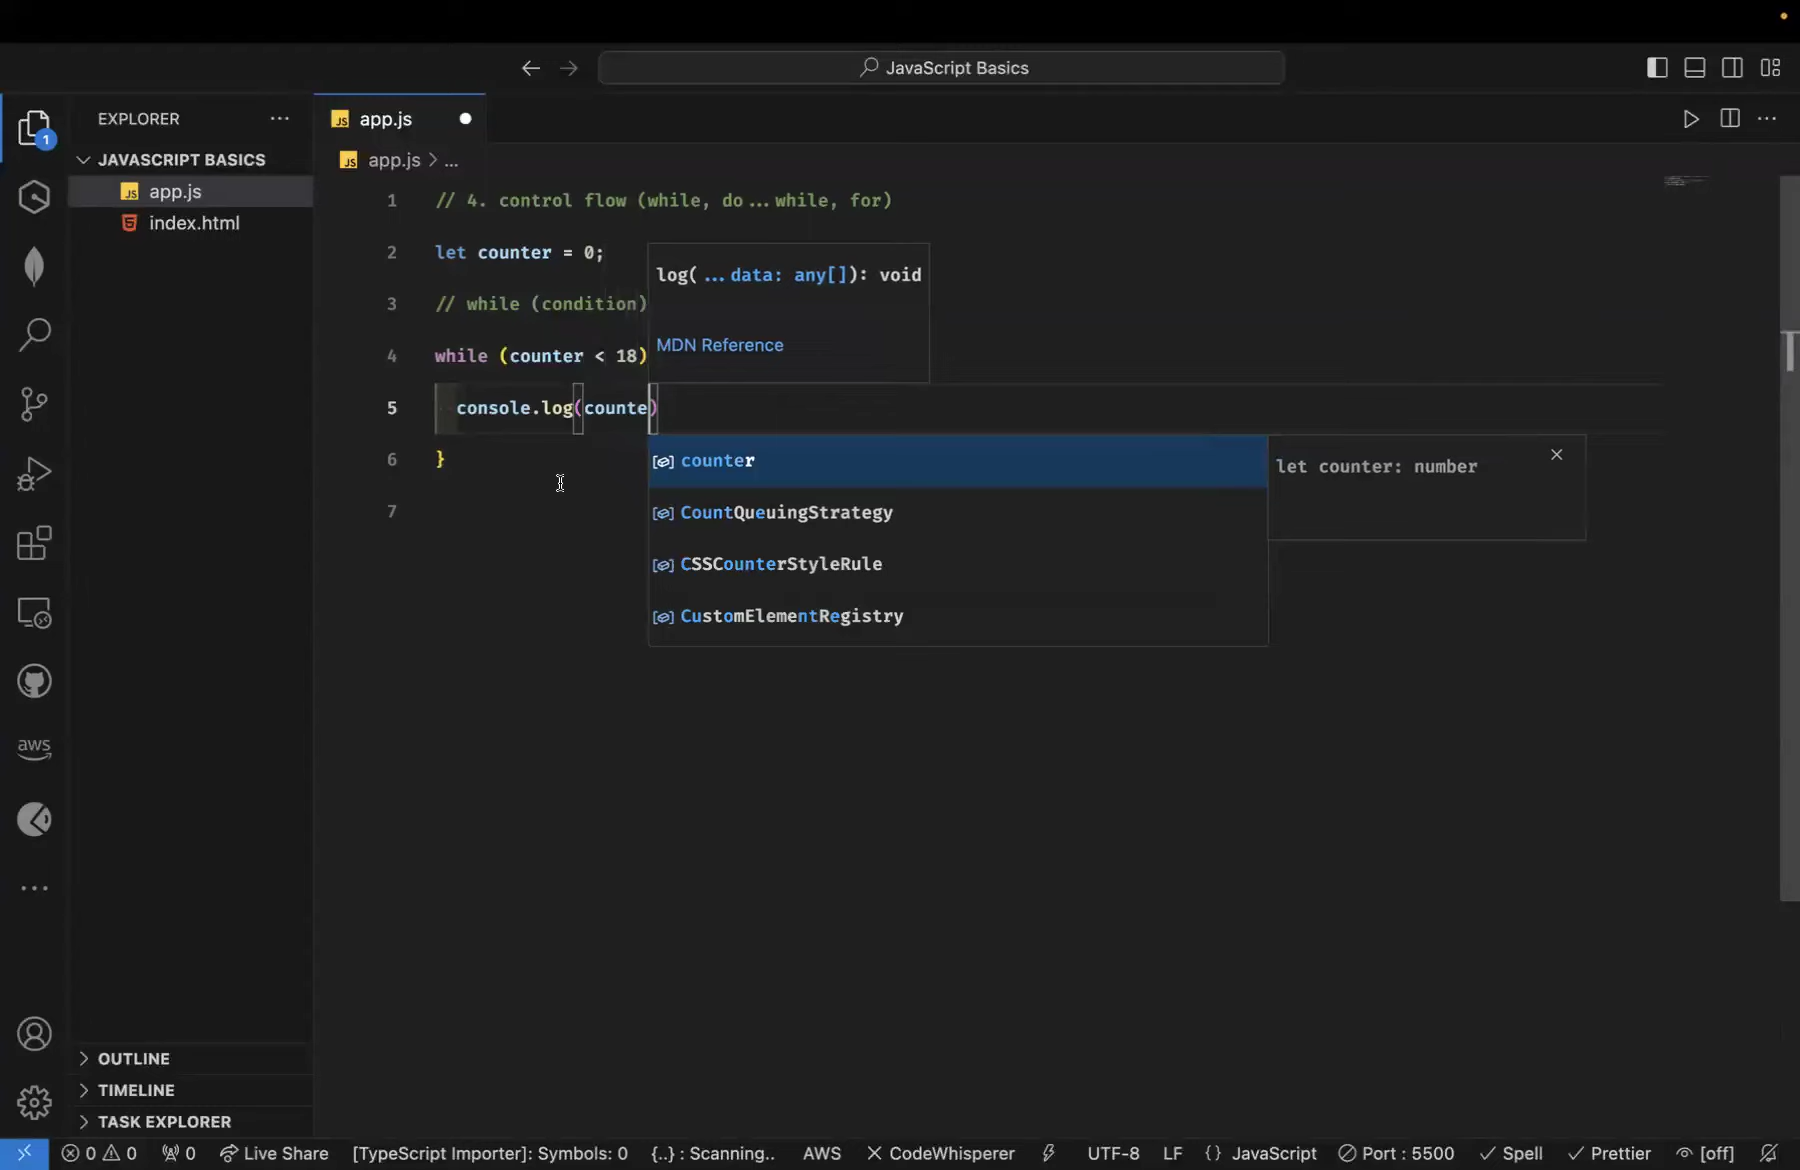 JavaScript Basics
EXPLORER
JAVASCRIPT BASICS
JS app.js
index.html
JS app.js
JS app.js > ...
1 // 4. control flow (while, do...while, for)
2 let counter = 0;
3 // while (condition)
4 while (counter < 18)
5 console.log(counte)
6 }
7
log(...data: any[]): void
MDN Reference
counter
CountQueuingStrategy
CSSCounterStyleRule
CustomElementRegistry
let counter: number
1
aws
OUTLINE
TIMELINE
TASK EXPLORER
0 0 0 Live Share [TypeScript Importer]: Symbols: 0 {..} : Scanning.. AWS CodeWhisperer UTF-8 LF {} JavaScript Port : 5500 Spell Prettier [off]